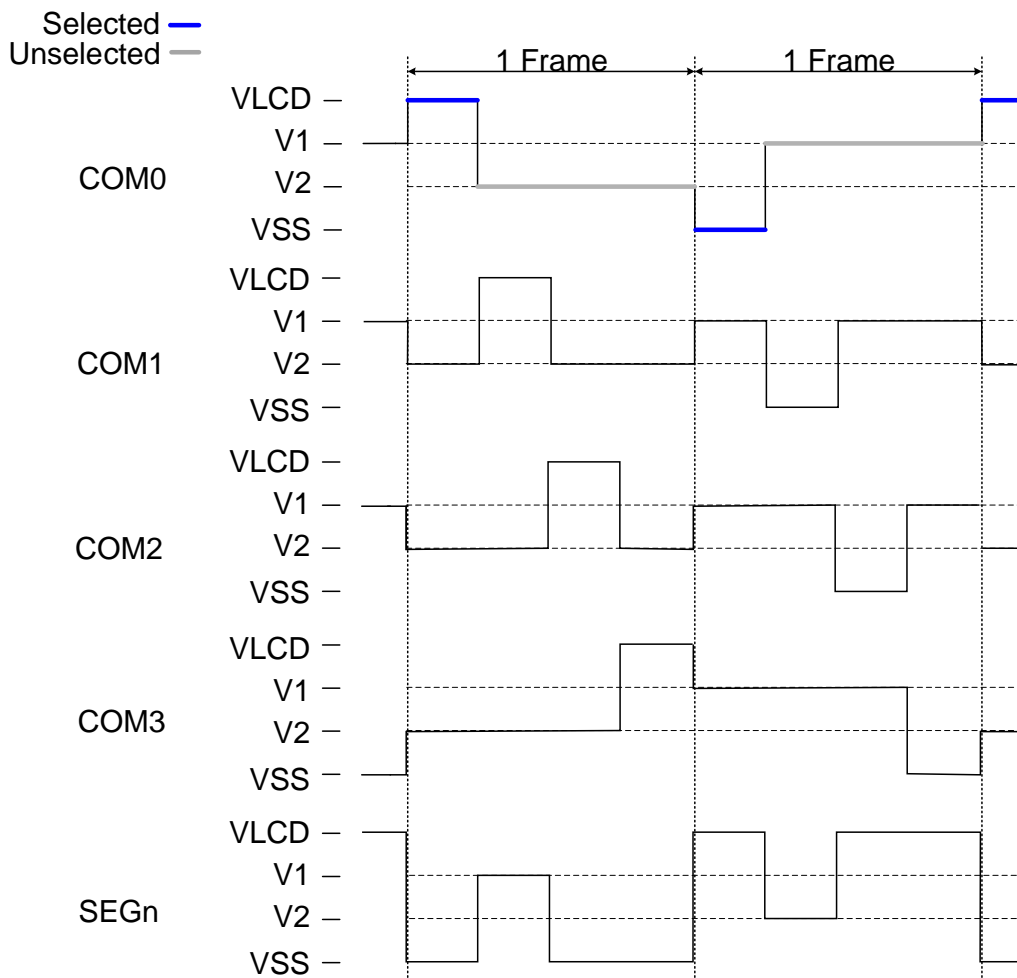 Selected
Unselected
1 Frame 1 Frame
VLCD
V1
COM0
V2
VSS
VLCD
V1
COM1
V2
VSS
VLCD
V1
COM2
V2
VSS
VLCD
V1
COM3
V2
VSS
VLCD
V1
SEGn
V2
VSS